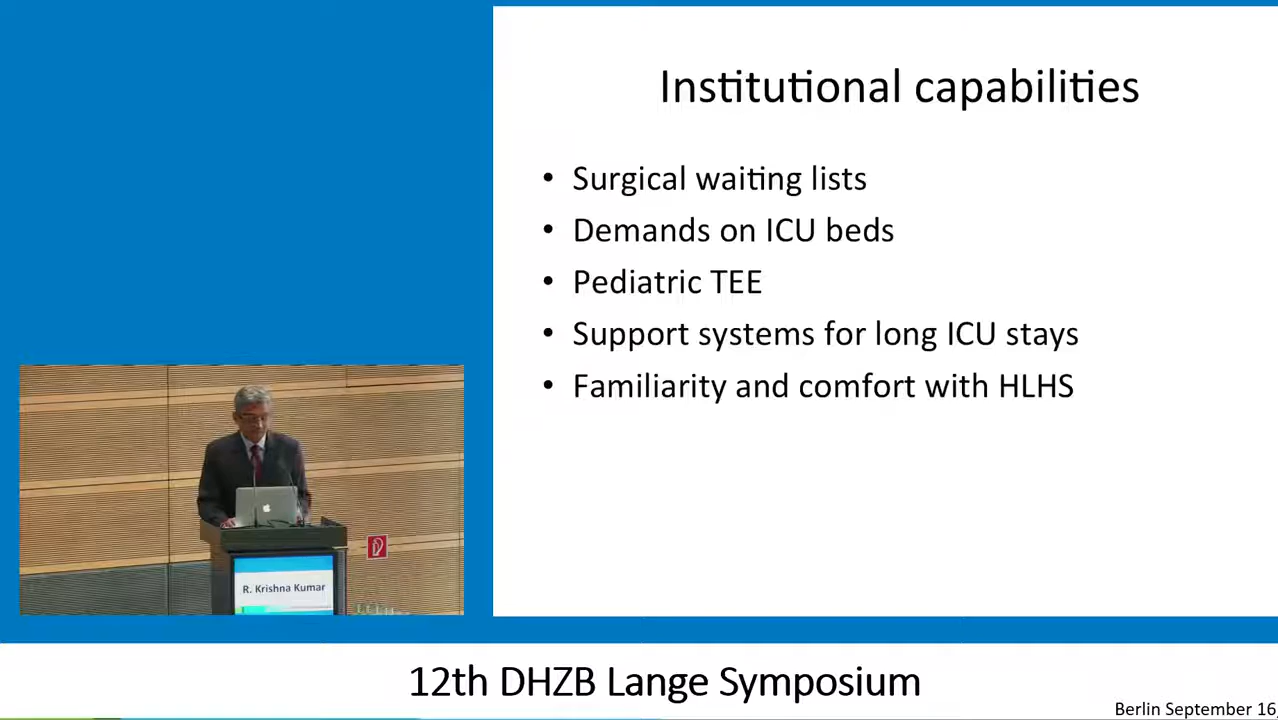 Institutional capabilities
• Surgical waiting lists
• Demands on ICU beds
• Pediatric TEE
• Support systems for long ICU stays
• Familiarity and comfort with HLHS
R. Krishna Kumar
12th DHZB Lange Symposium
Berlin September 16,